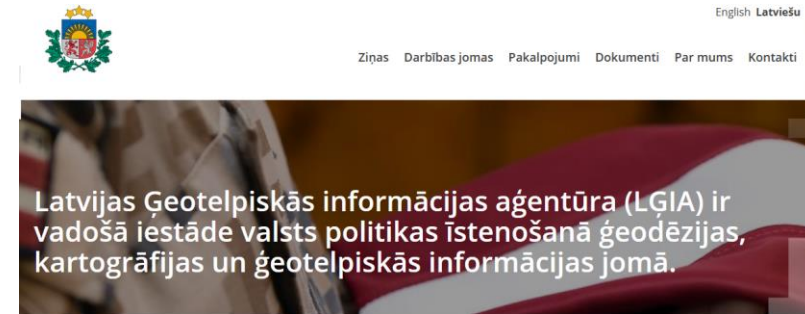 English Latviešu
Ziņas Darbības jomas Pakalpojumi Dokumenti Par mums Kontakti
Latvijas Ģeotelpiskās informācijas aģentūra (LĢIA) ir
vadošā iestāde valsts politikas īstenošanā ģeodēzijas,
kartogrāfijas un ģeotelpiskās informācijas jomā.